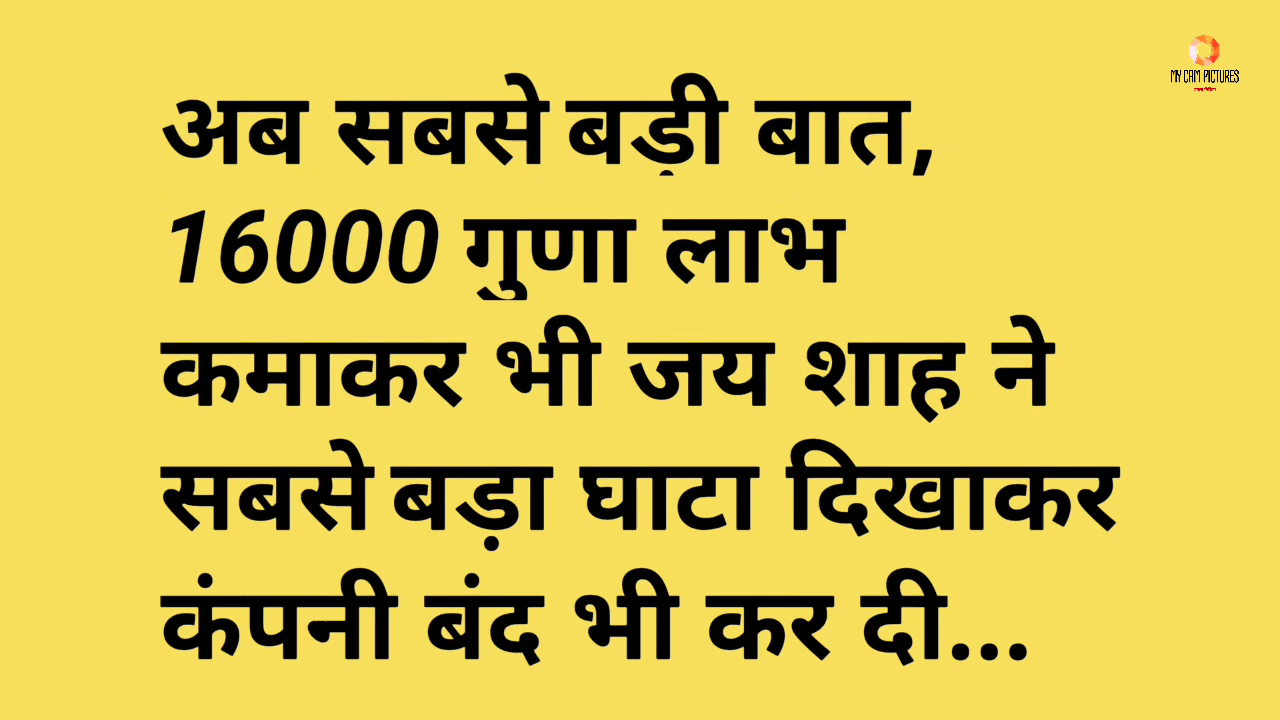 अब सबसे बड़ी बात,
16000 गुणा लाभ
कमाकर भी जय शाह ने
सबसे बड़ा घाटा दिखाकर
कंपनी बंद भी कर दी...
MY CAM PICTURES